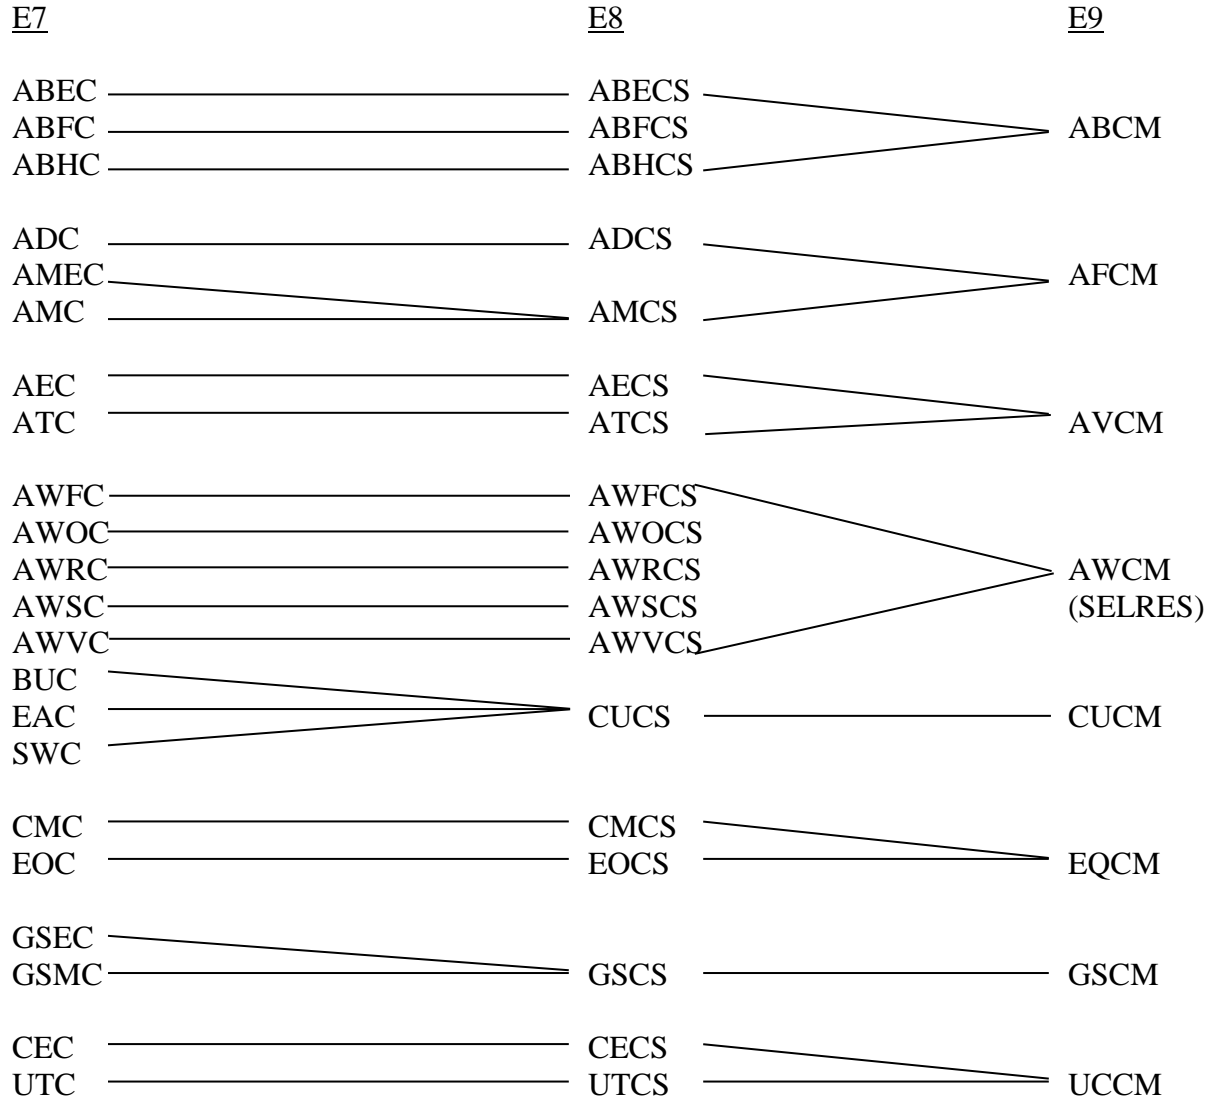 E7 E8 E9
ABEC ABECS
ABFC ABFCS ABCM
ABHC ABHCS
ADC ADCS
AMEC AFCM
AMC AMCS
AEC AECS
ATC ATCS AVCM
AWFC AWFCS
AWOC AWOCS
AWRC AWRCS AWCM
AWSC AWSCS (SELRES)
AWVC AWVCS
BUC
EAC CUCS CUCM
SWC
CMC CMCS
EOC EOCS EQCM
GSEC
GSMC GSCS GSCM
CEC CECS
UTC UTCS UCCM